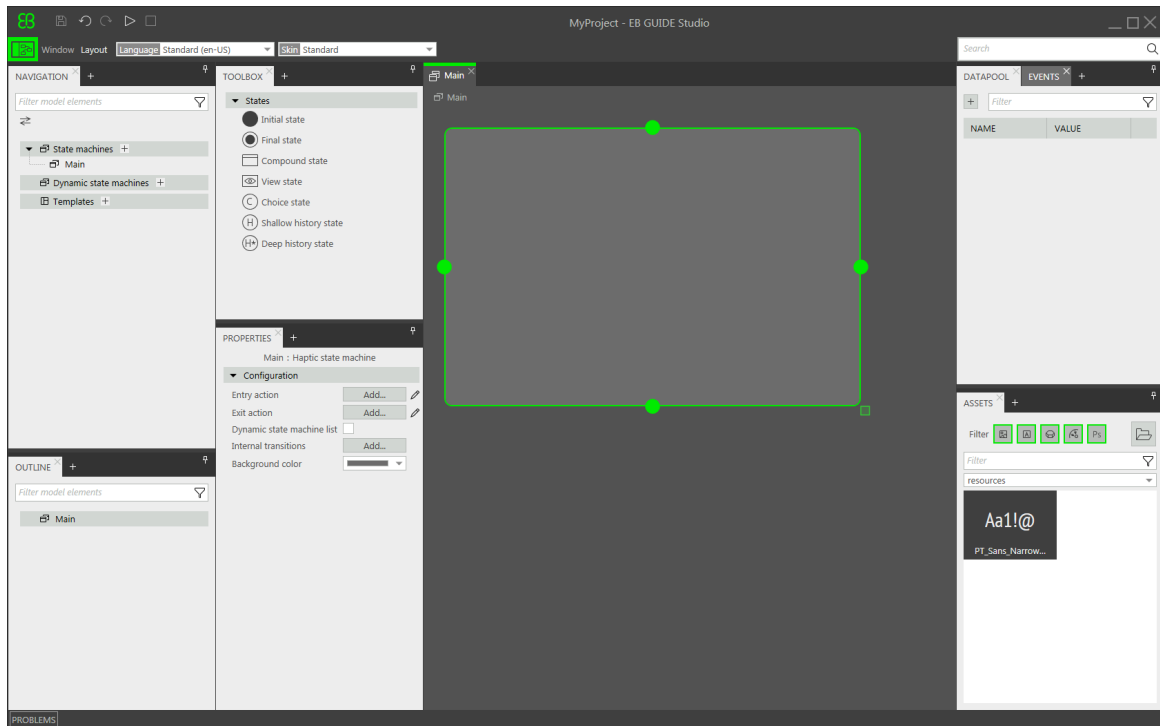 EB
MyProject - EB GUIDE Studio
Window Layout Language Standard (en-US) Skin Standard
Search
NAVIGATION
Filter model elements
State machines
Main
Dynamic state machines
Templates
OUTLINE
Filter model elements
Main
TOOLBOX
States
Initial state
Final state
Compound state
View state
C Choice state
H Shallow history state
H* Deep history state
PROPERTIES
Main : Haptic state machine
Configuration
Entry action Add...
Exit action Add...
Dynamic state machine list
Internal transitions Add...
Background color
Main
Main
DATAPOOL EVENTS
Filter
NAME VALUE
ASSETS
Filter A Ps
Filter
resources
Aa1!@
PT_Sans_Narrow...
PROBLEMS